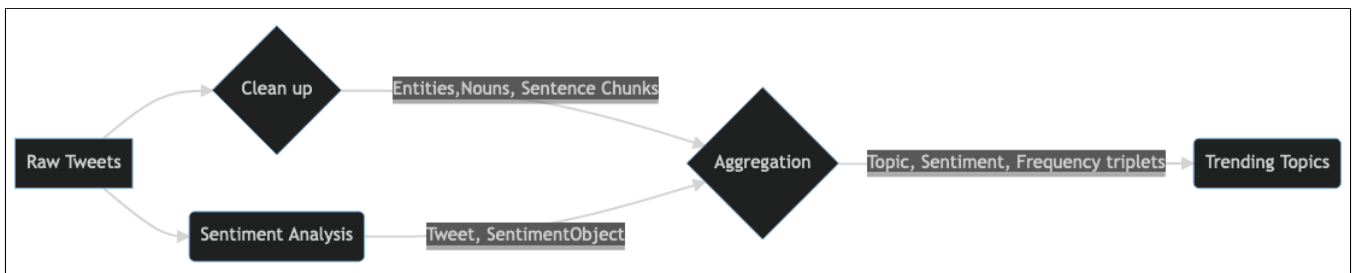 Clean up
Entities,Nouns, Sentence Chunks
Raw Tweets
Aggregation
Topic, Sentiment, Frequency triplets
Trending Topics
Sentiment Analysis
Tweet, SentimentObject